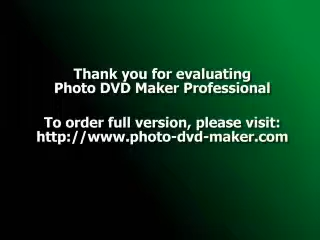 Thank you for evaluating
Photo DVD Maker Professional
To order full version, please visit:
http://www.photo-dvd-maker.com